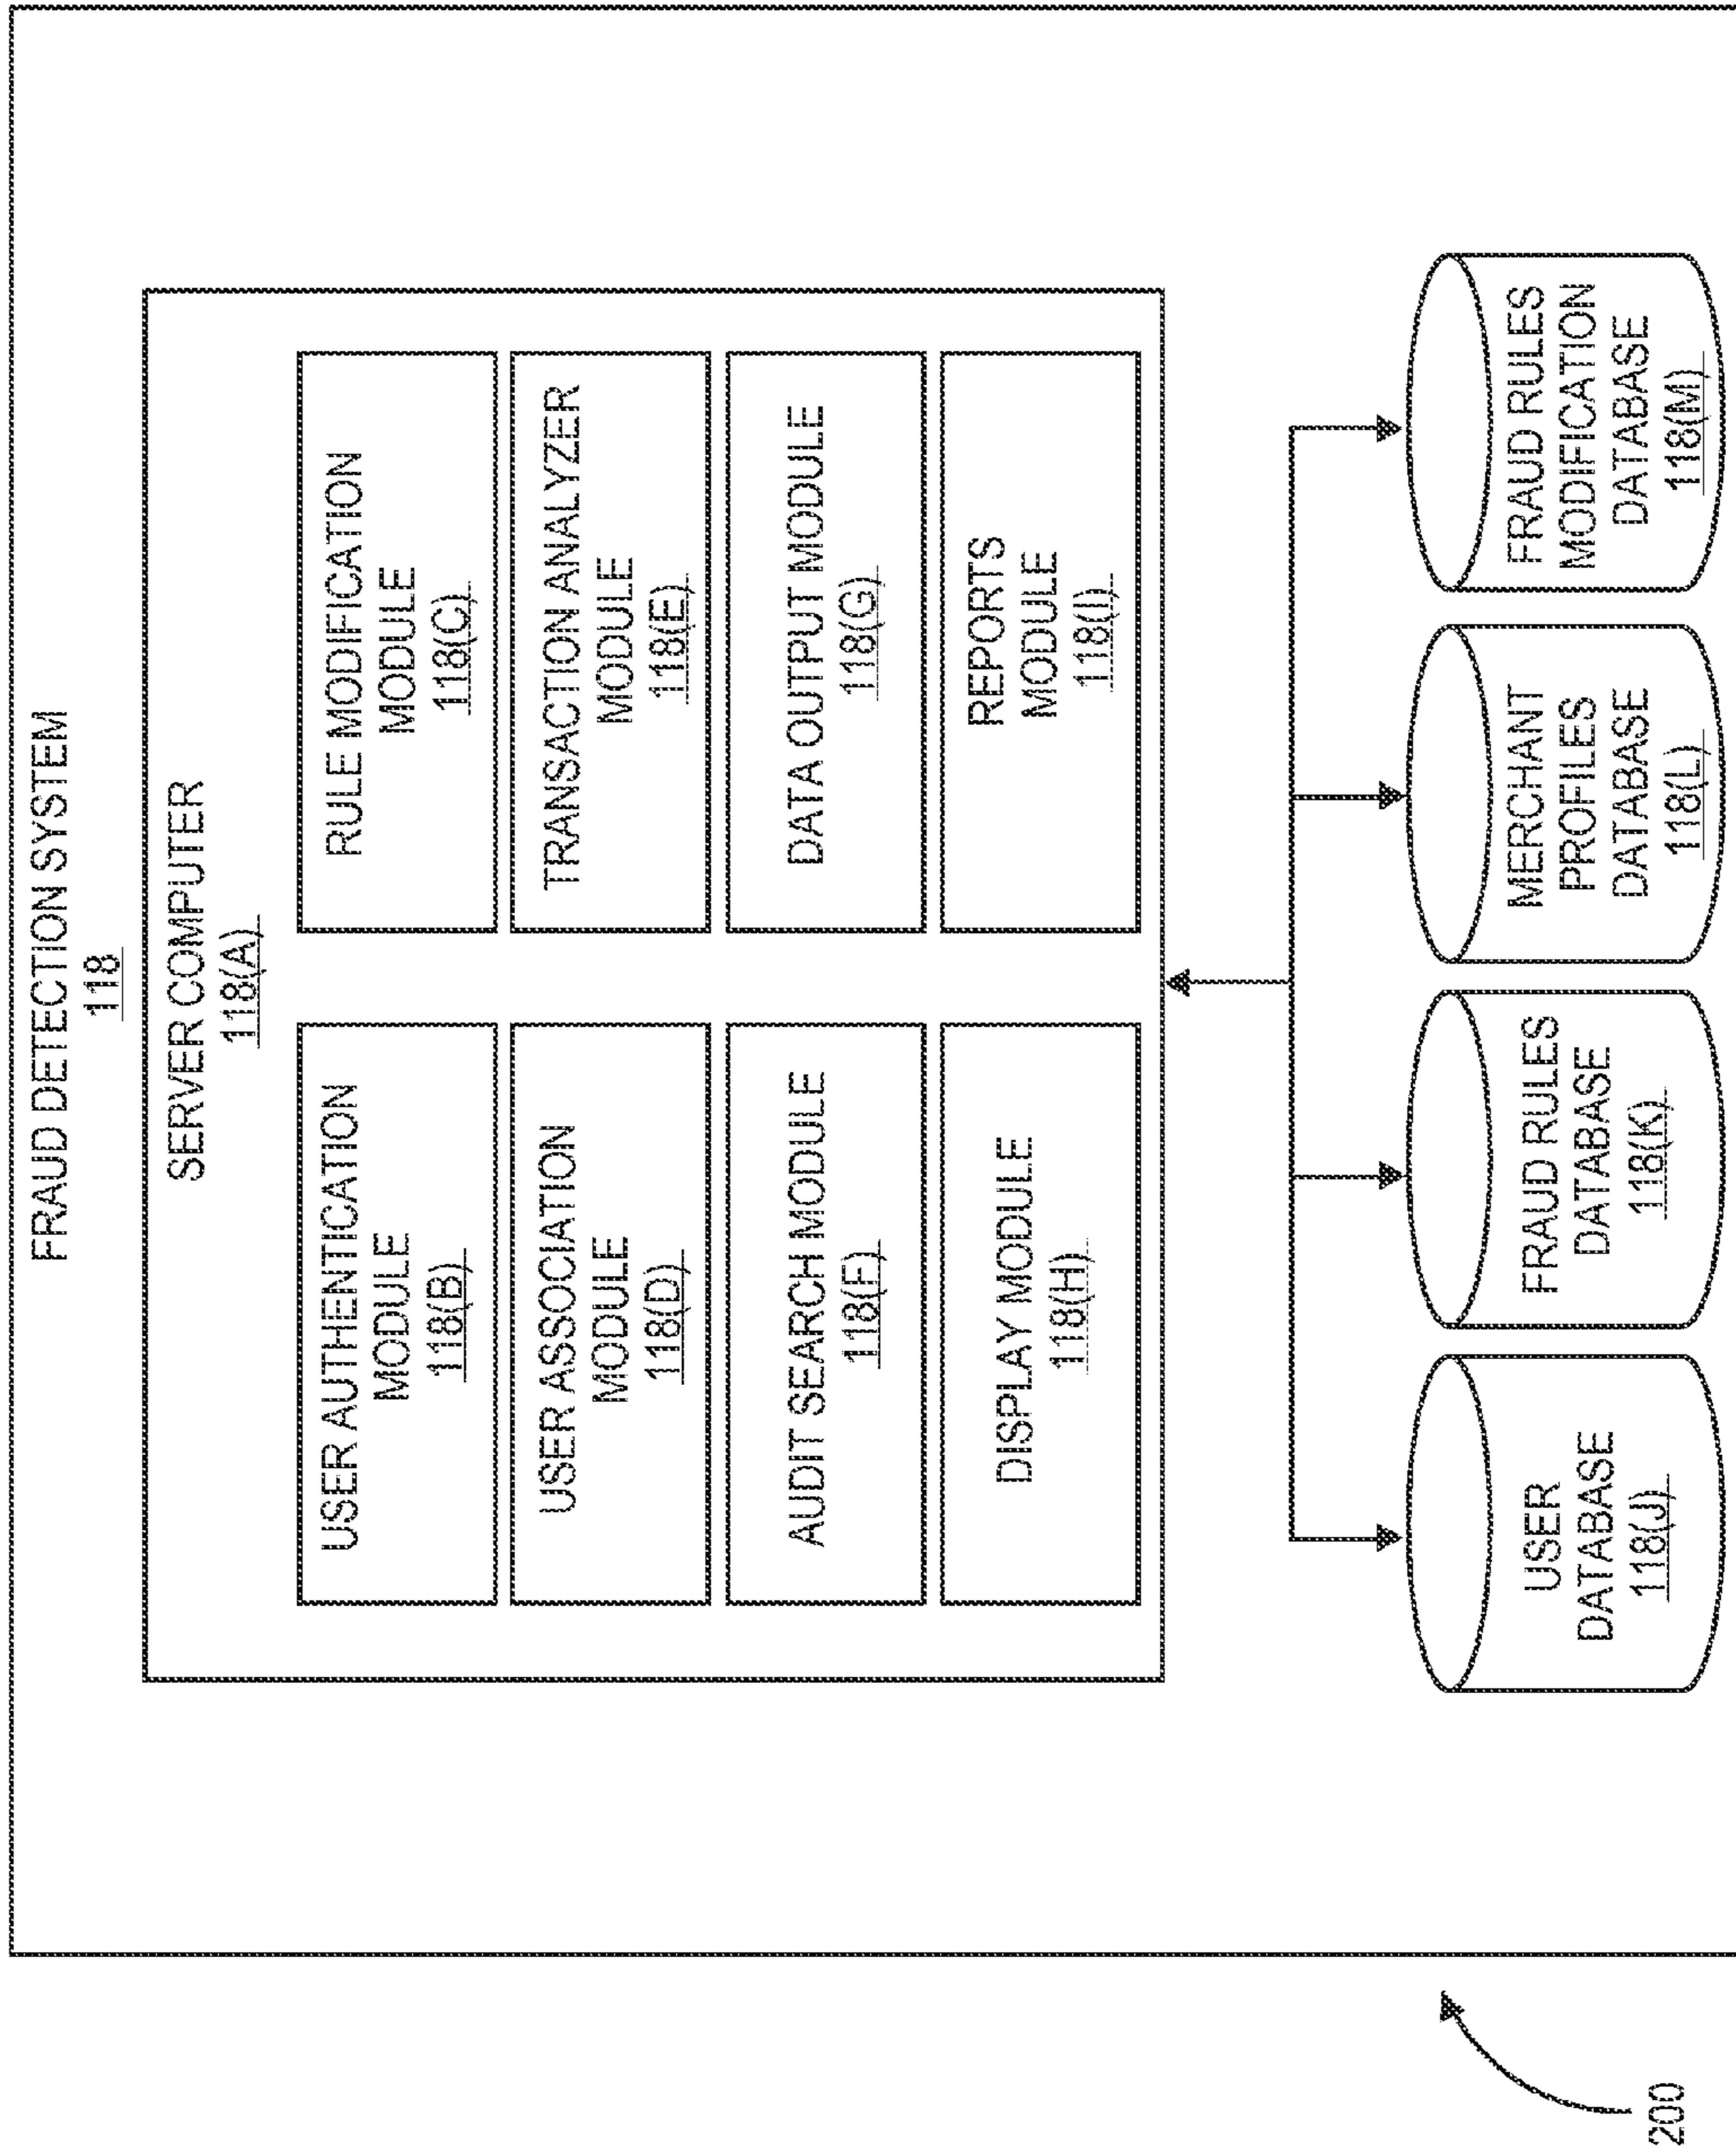 FRAUD DETECTION SYSTEM
118
SERVER COMPUTER
118(A)
USER AUTHENTICATION
MODULE
118(B)
RULE MODIFICATION
MODULE
118(C)
USER ASSOCIATION
MODULE
118(D)
TRANSACTION ANALYZER
MODULE
118(E)
AUDIT SEARCH MODULE
118(F)
DATA OUTPUT MODULE
118(G)
DISPLAY MODULE
118(H)
REPORTS
MODULE
118(I)
USER
DATABASE
118(J)
FRAUD RULES
DATABASE
118(K)
MERCHANT
PROFILES
DATABASE
118(L)
FRAUD RULES
MODIFICATION
DATABASE
118(M)
200